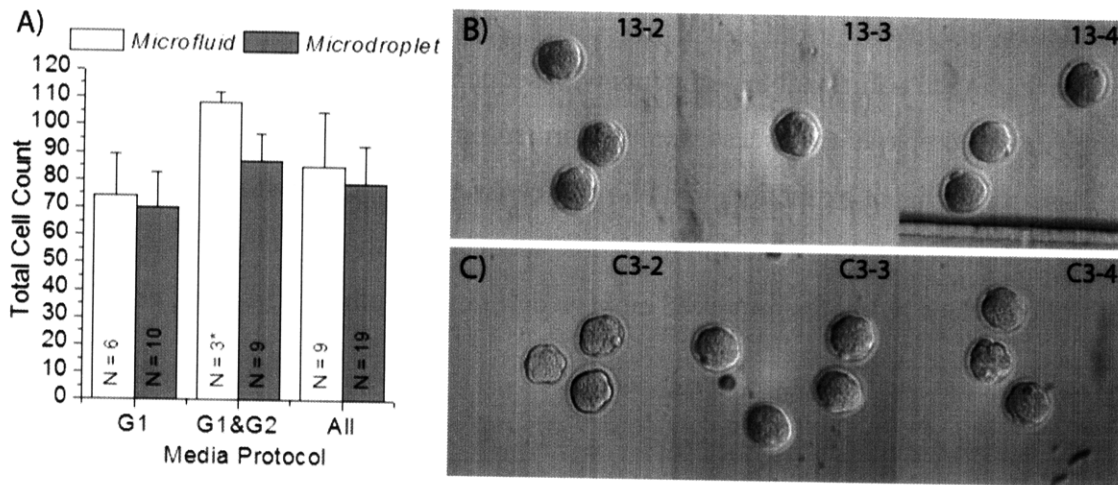 A)
Microfluid Microdroplet
Total Cell Count
120
110
100
90
80
70
60
50
40
30
20
10
0
N = 6
N = 10
N = 3*
N = 9
N = 9
N = 19
G1 G1&G2 All
Media Protocol
B) 13-2 13-3 13-4
C) C3-2 C3-3 C3-4